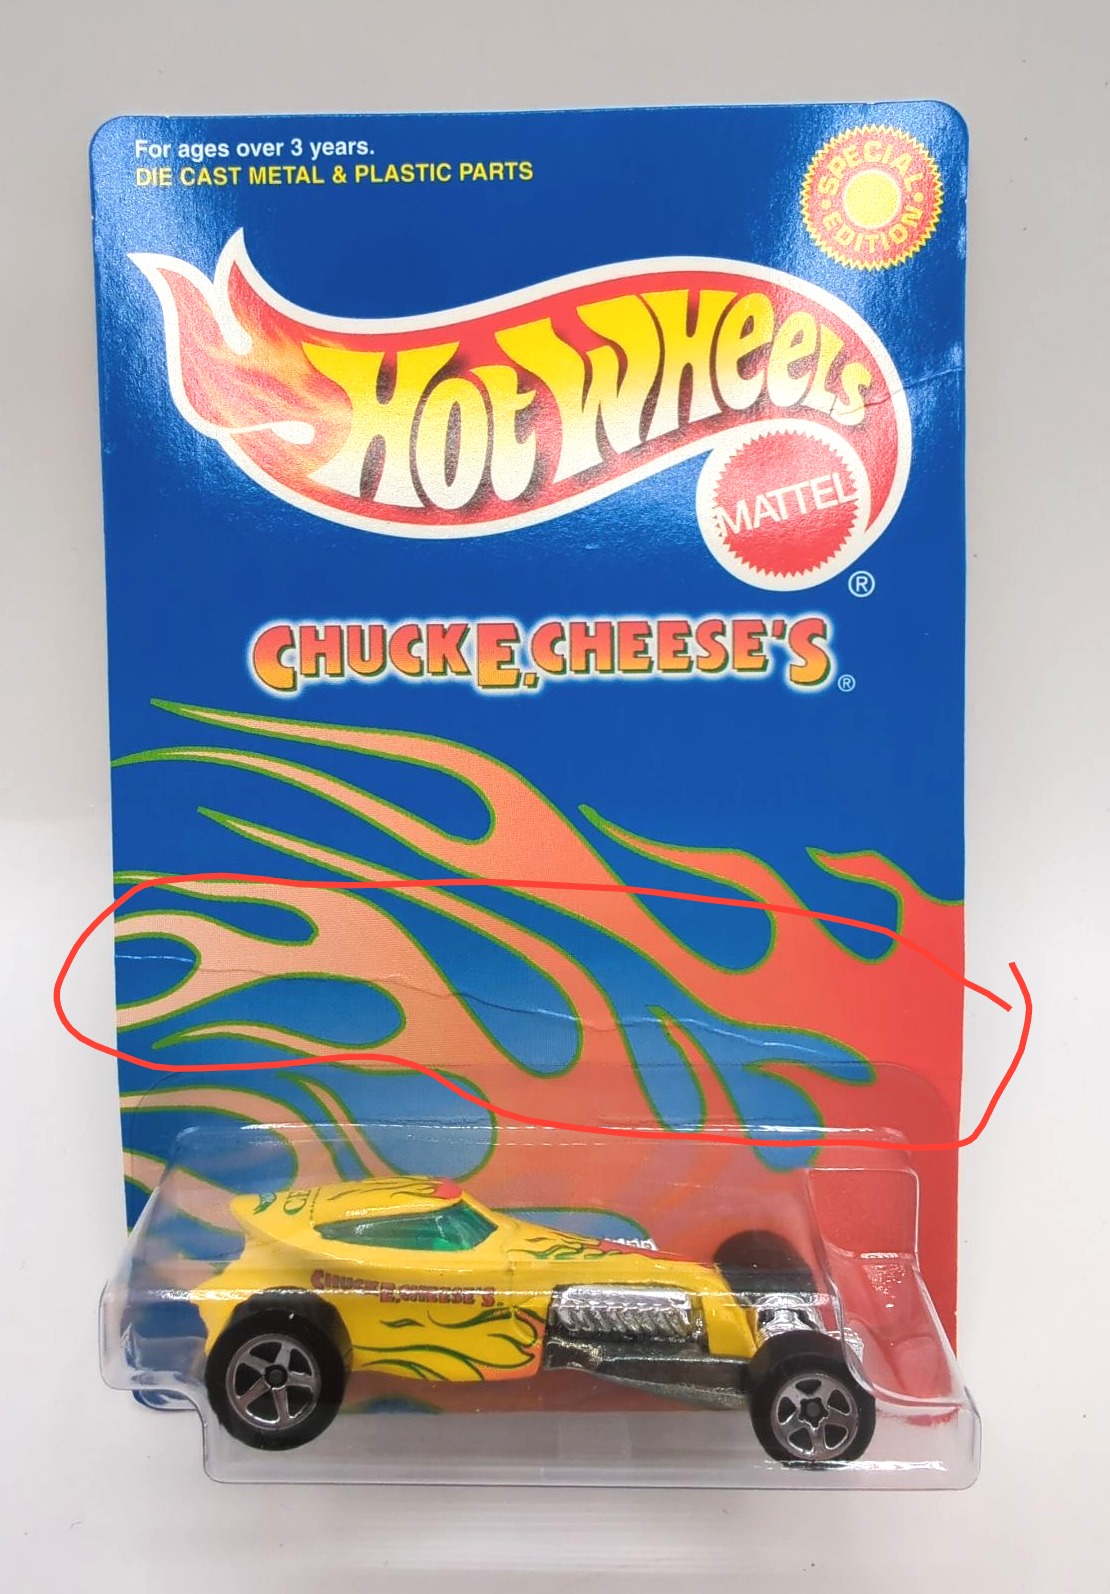 For ages over 3 years.
DIE CAST METAL & PLASTIC PARTS
SPECIAL
EDITION
HOT WHEELS
MATTEL
®
CHUCK E. CHEESE'S ®
CHUCK E. CHEESE'S